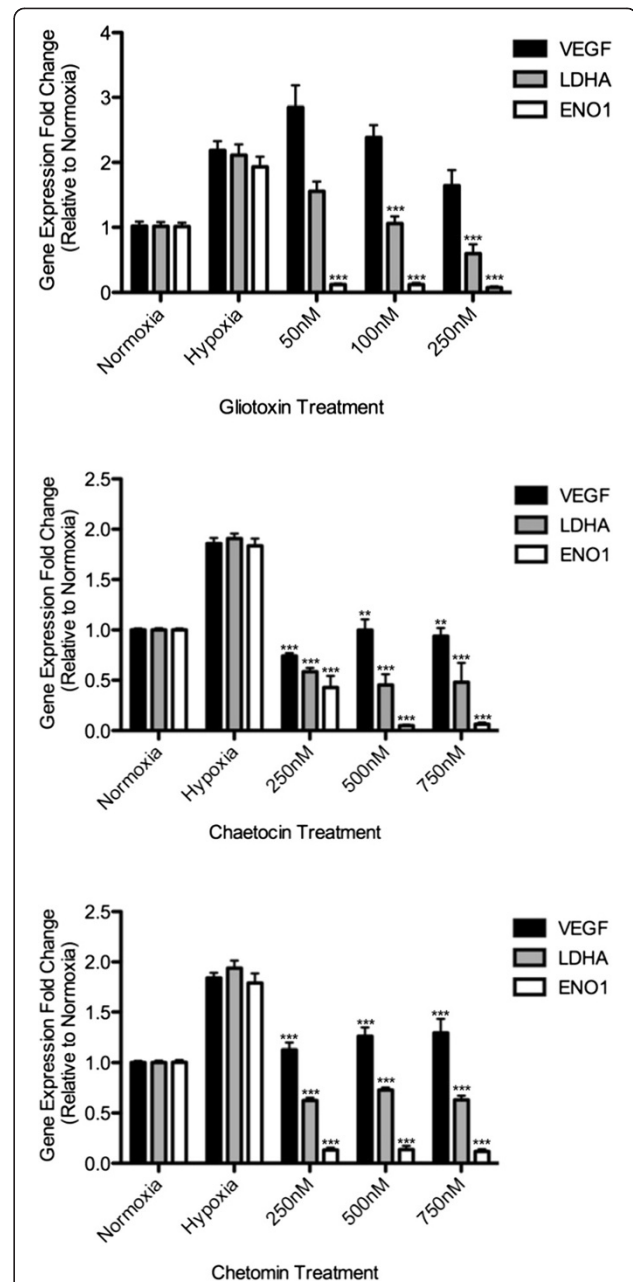 Gene Expression Fold Change
(Relative to Normoxia)
4
3
2
1
0
VEGF
LDHA
ENO1
***
***
***
***
***
Normoxia
Hypoxia
50nM
100nM
250nM
Gliotoxin Treatment
Gene Expression Fold Change
(Relative to Normoxia)
2.5
2.0
1.5
1.0
0.5
0.0
VEGF
LDHA
ENO1
***
***
***
**
***
***
**
***
***
Normoxia
Hypoxia
250nM
500nM
750nM
Chaetocin Treatment
Gene Expression Fold Change
(Relative to Normoxia)
2.5
2.0
1.5
1.0
0.5
0.0
VEGF
LDHA
ENO1
***
***
***
***
***
***
***
***
***
Normoxia
Hypoxia
250nM
500nM
750nM
Chetomin Treatment